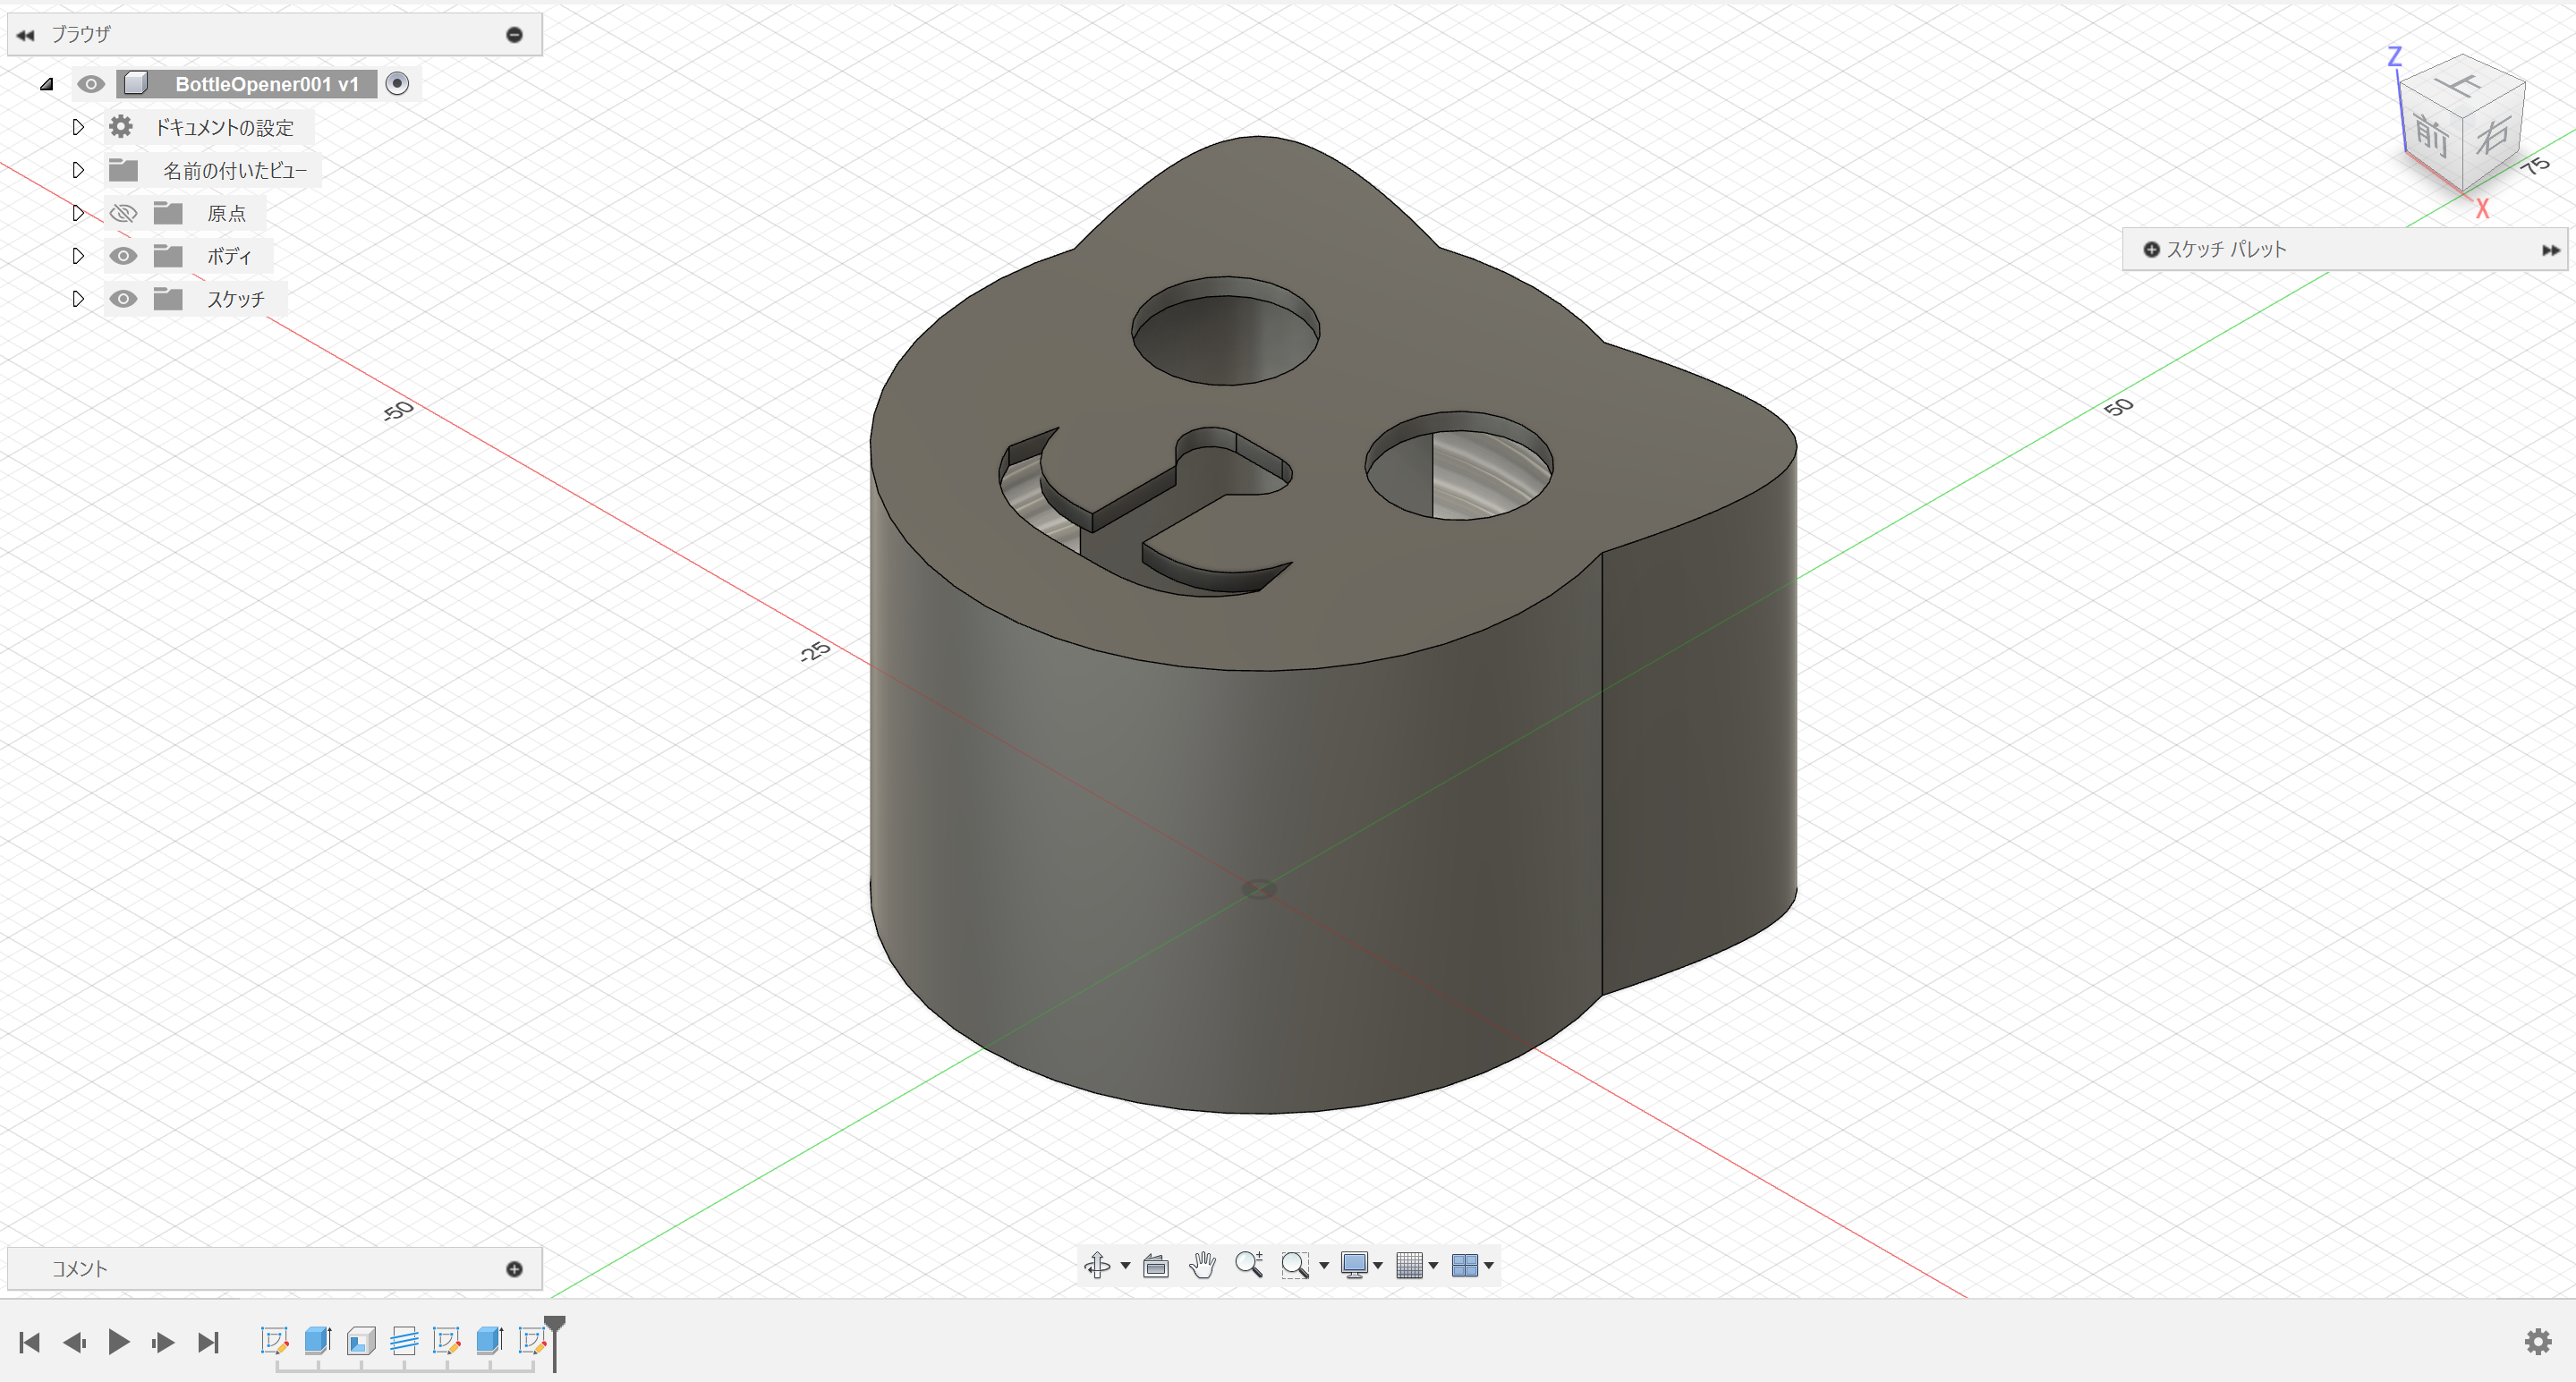 ブラウザ
BottleOpener001 v1
ドキュメントの設定
名前の付いたビュー
原点
ボディ
スケッチ
Z
上
前
右
X
75
スケッチ パレット
-50
50
-25
コメント